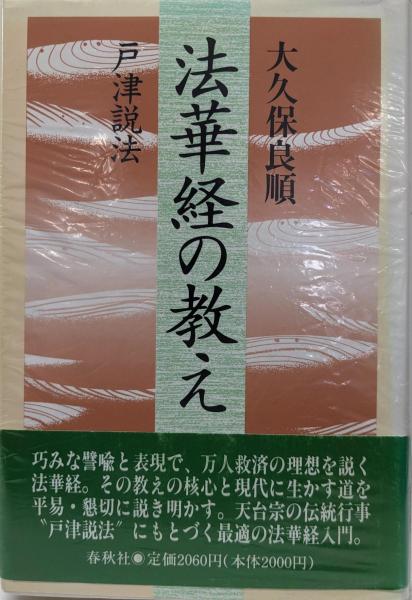 大久保良順
法華経の教え
戸津説法
巧みな譬喩と表現で、万人救済の理想を説く
法華経。その教えの核心と現代に生かす道を
平易・懇切に説き明かす。天台宗の伝統行事
〝戸津説法〟にもとづく最適の法華経入門。
春秋社◉定価2060円(本体2000円)